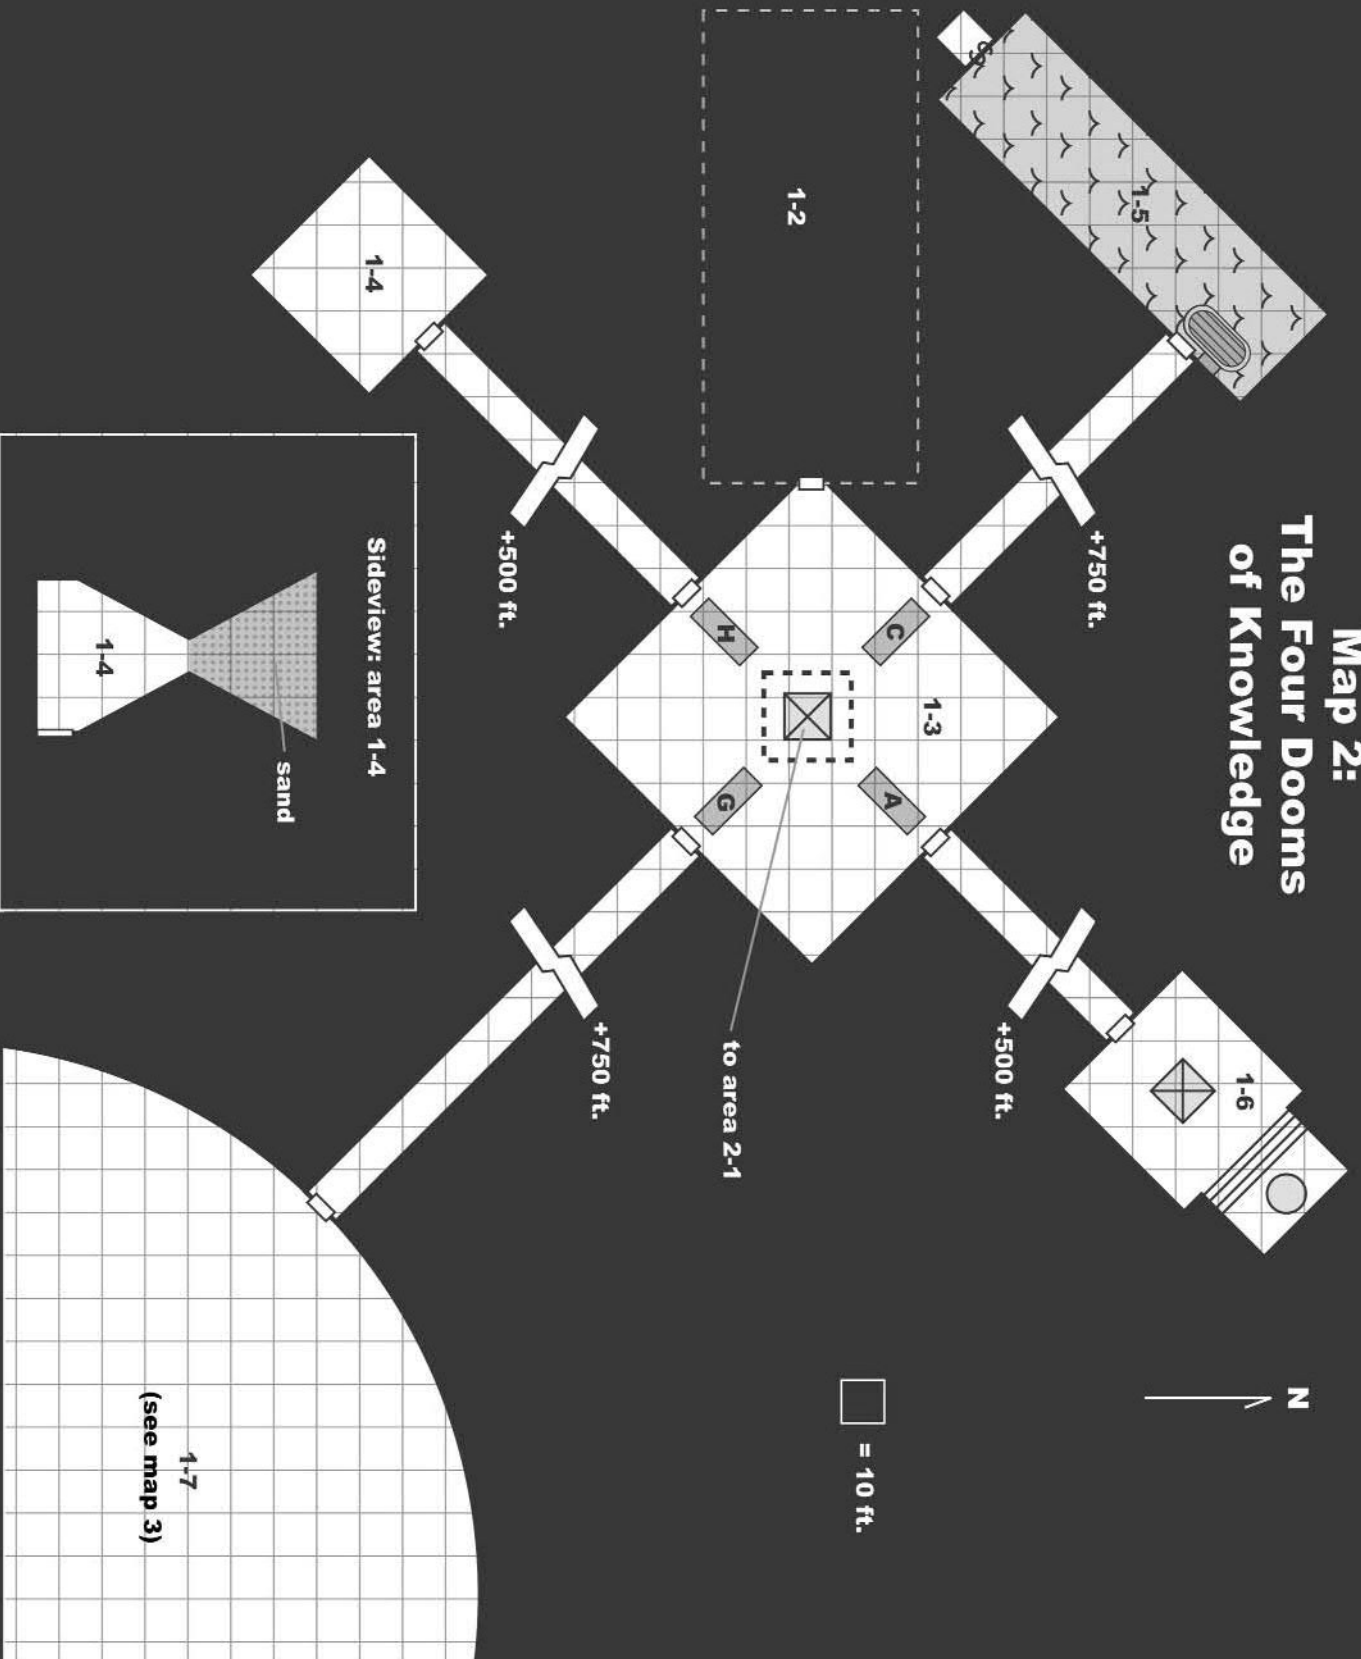 Map 2:
The Four Dooms
of Knowledge
N
1-5
S
+750 ft.
1-6
1-3
C
A
+500 ft.
= 10 ft.
1-2
to area 2-1
H
G
+750 ft.
+500 ft.
1-4
Sideview: area 1-4
sand
1-4
1-7
(see map 3)